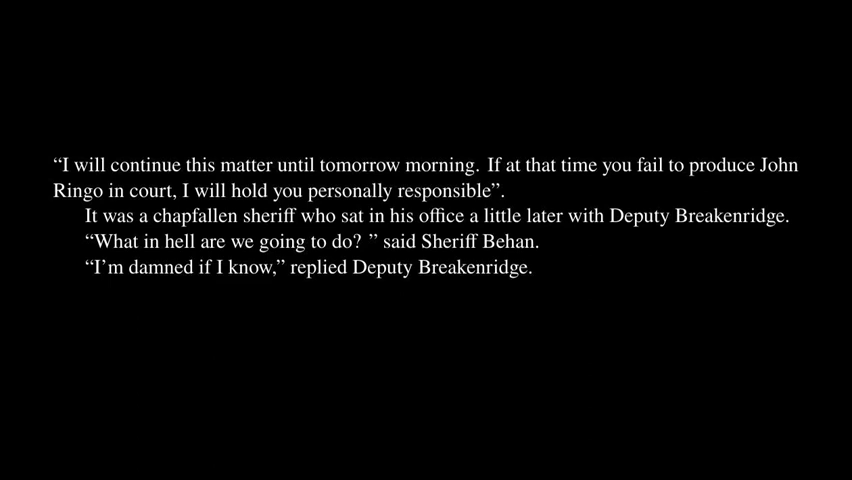 “I will continue this matter until tomorrow morning. If at that time you fail to produce John
Ringo in court, I will hold you personally responsible”.
It was a chapfallen sheriff who sat in his office a little later with Deputy Breakenridge.
“What in hell are we going to do? ” said Sheriff Behan.
“I’m damned if I know,” replied Deputy Breakenridge.